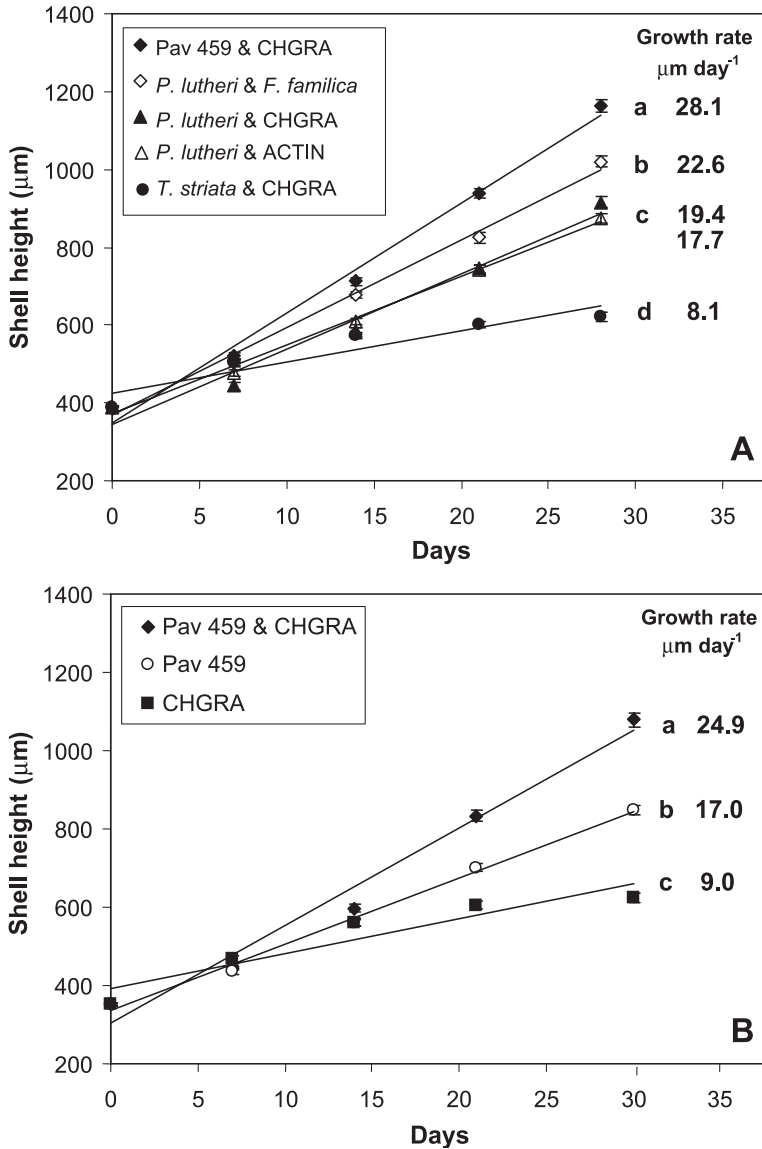 1400
1200
1000
800
600
400
200
Shell height (μm)
Pav 459 & CHGRA
P. lutheri & F. familica
P. lutheri & CHGRA
P. lutheri & ACTIN
T. striata & CHGRA
Growth rate
μm day-1
a 28.1
b 22.6
c 19.4
17.7
d 8.1
A
0 5 10 15 20 25 30 35
Days
1400
1200
1000
800
600
400
200
Shell height (μm)
Pav 459 & CHGRA
Pav 459
CHGRA
Growth rate
μm day-1
a 24.9
b 17.0
c 9.0
B
0 5 10 15 20 25 30 35
Days